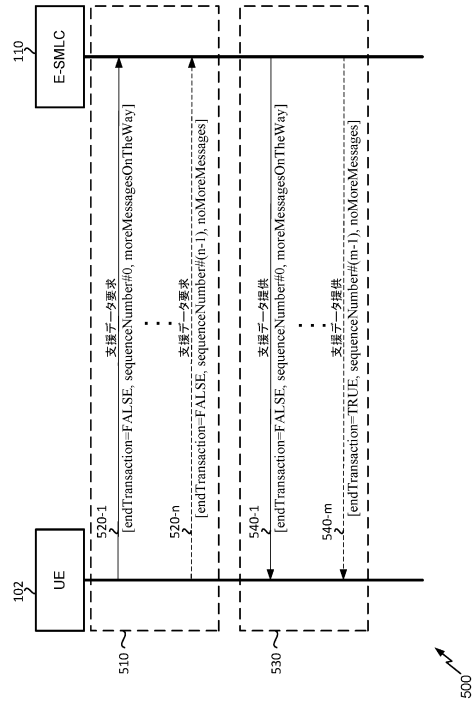 102
110
UE
E-SMLC
510
520-1
支援データ要求
[endTransaction=FALSE, sequenceNumber#0, moreMessagesOnTheWay]
520-n
支援データ要求
[endTransaction=FALSE, sequenceNumber#(n-1), noMoreMessages]
530
540-1
支援データ提供
[endTransaction=FALSE, sequenceNumber#0, moreMessagesOnTheWay]
540-m
支援データ提供
[endTransaction=TRUE, sequenceNumber#(m-1), noMoreMessages]
500